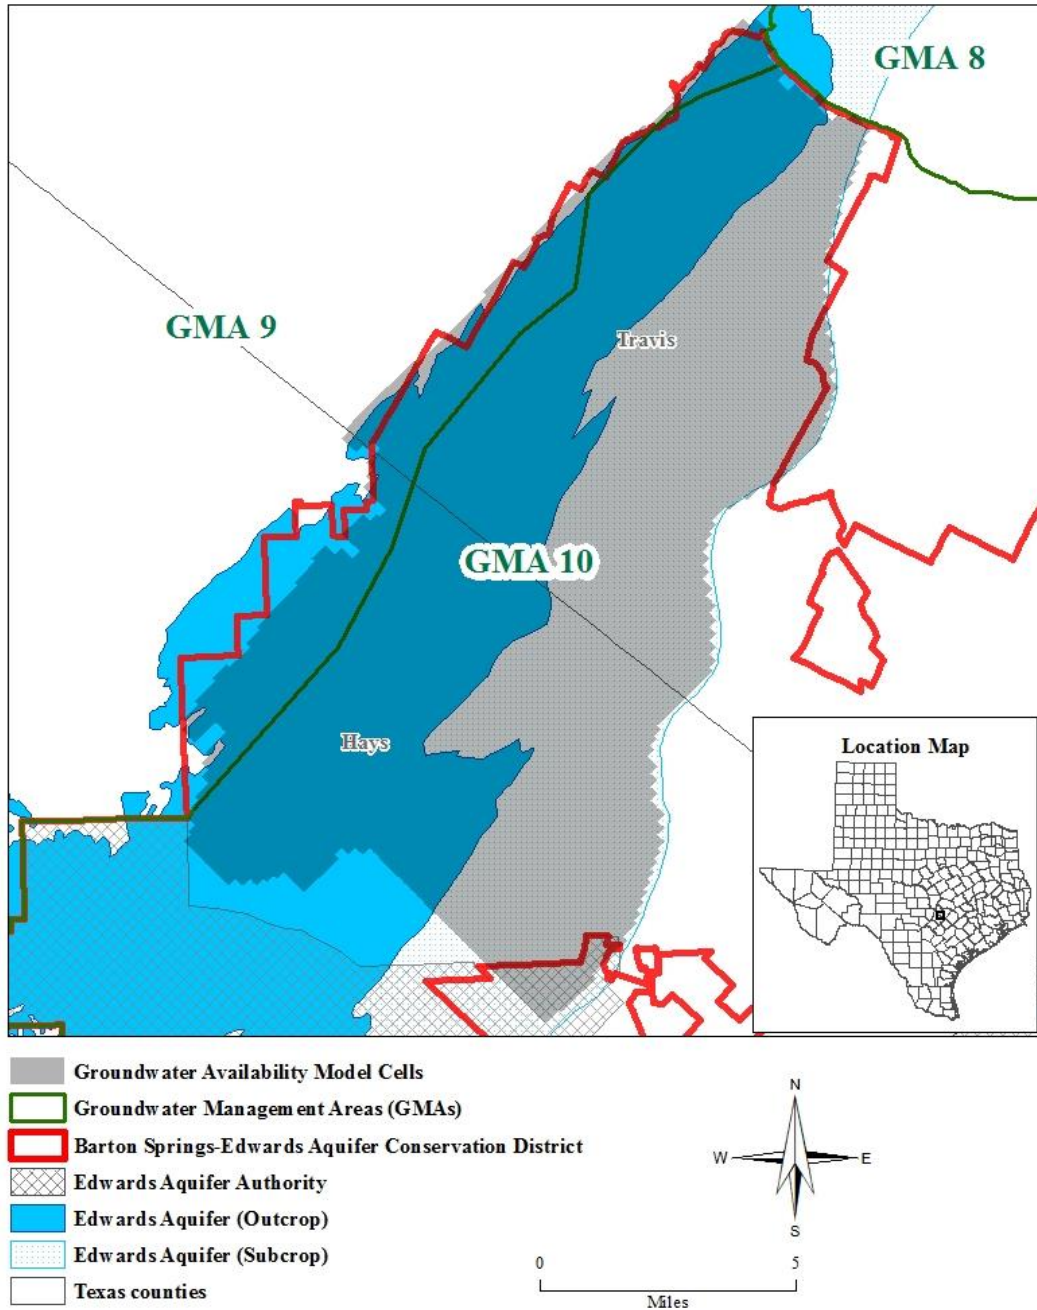 GMA 8
GMA 9
Travis
GMA 10
Hays
Location Map
Groundwater Availability Model Cells
Groundwater Management Areas (GMAs)
Barton Springs-Edwards Aquifer Conservation District
Edwards Aquifer Authority
Edwards Aquifer (Outcrop)
Edwards Aquifer (Subcrop)
Texas counties
N
W
E
S
0 5
Miles